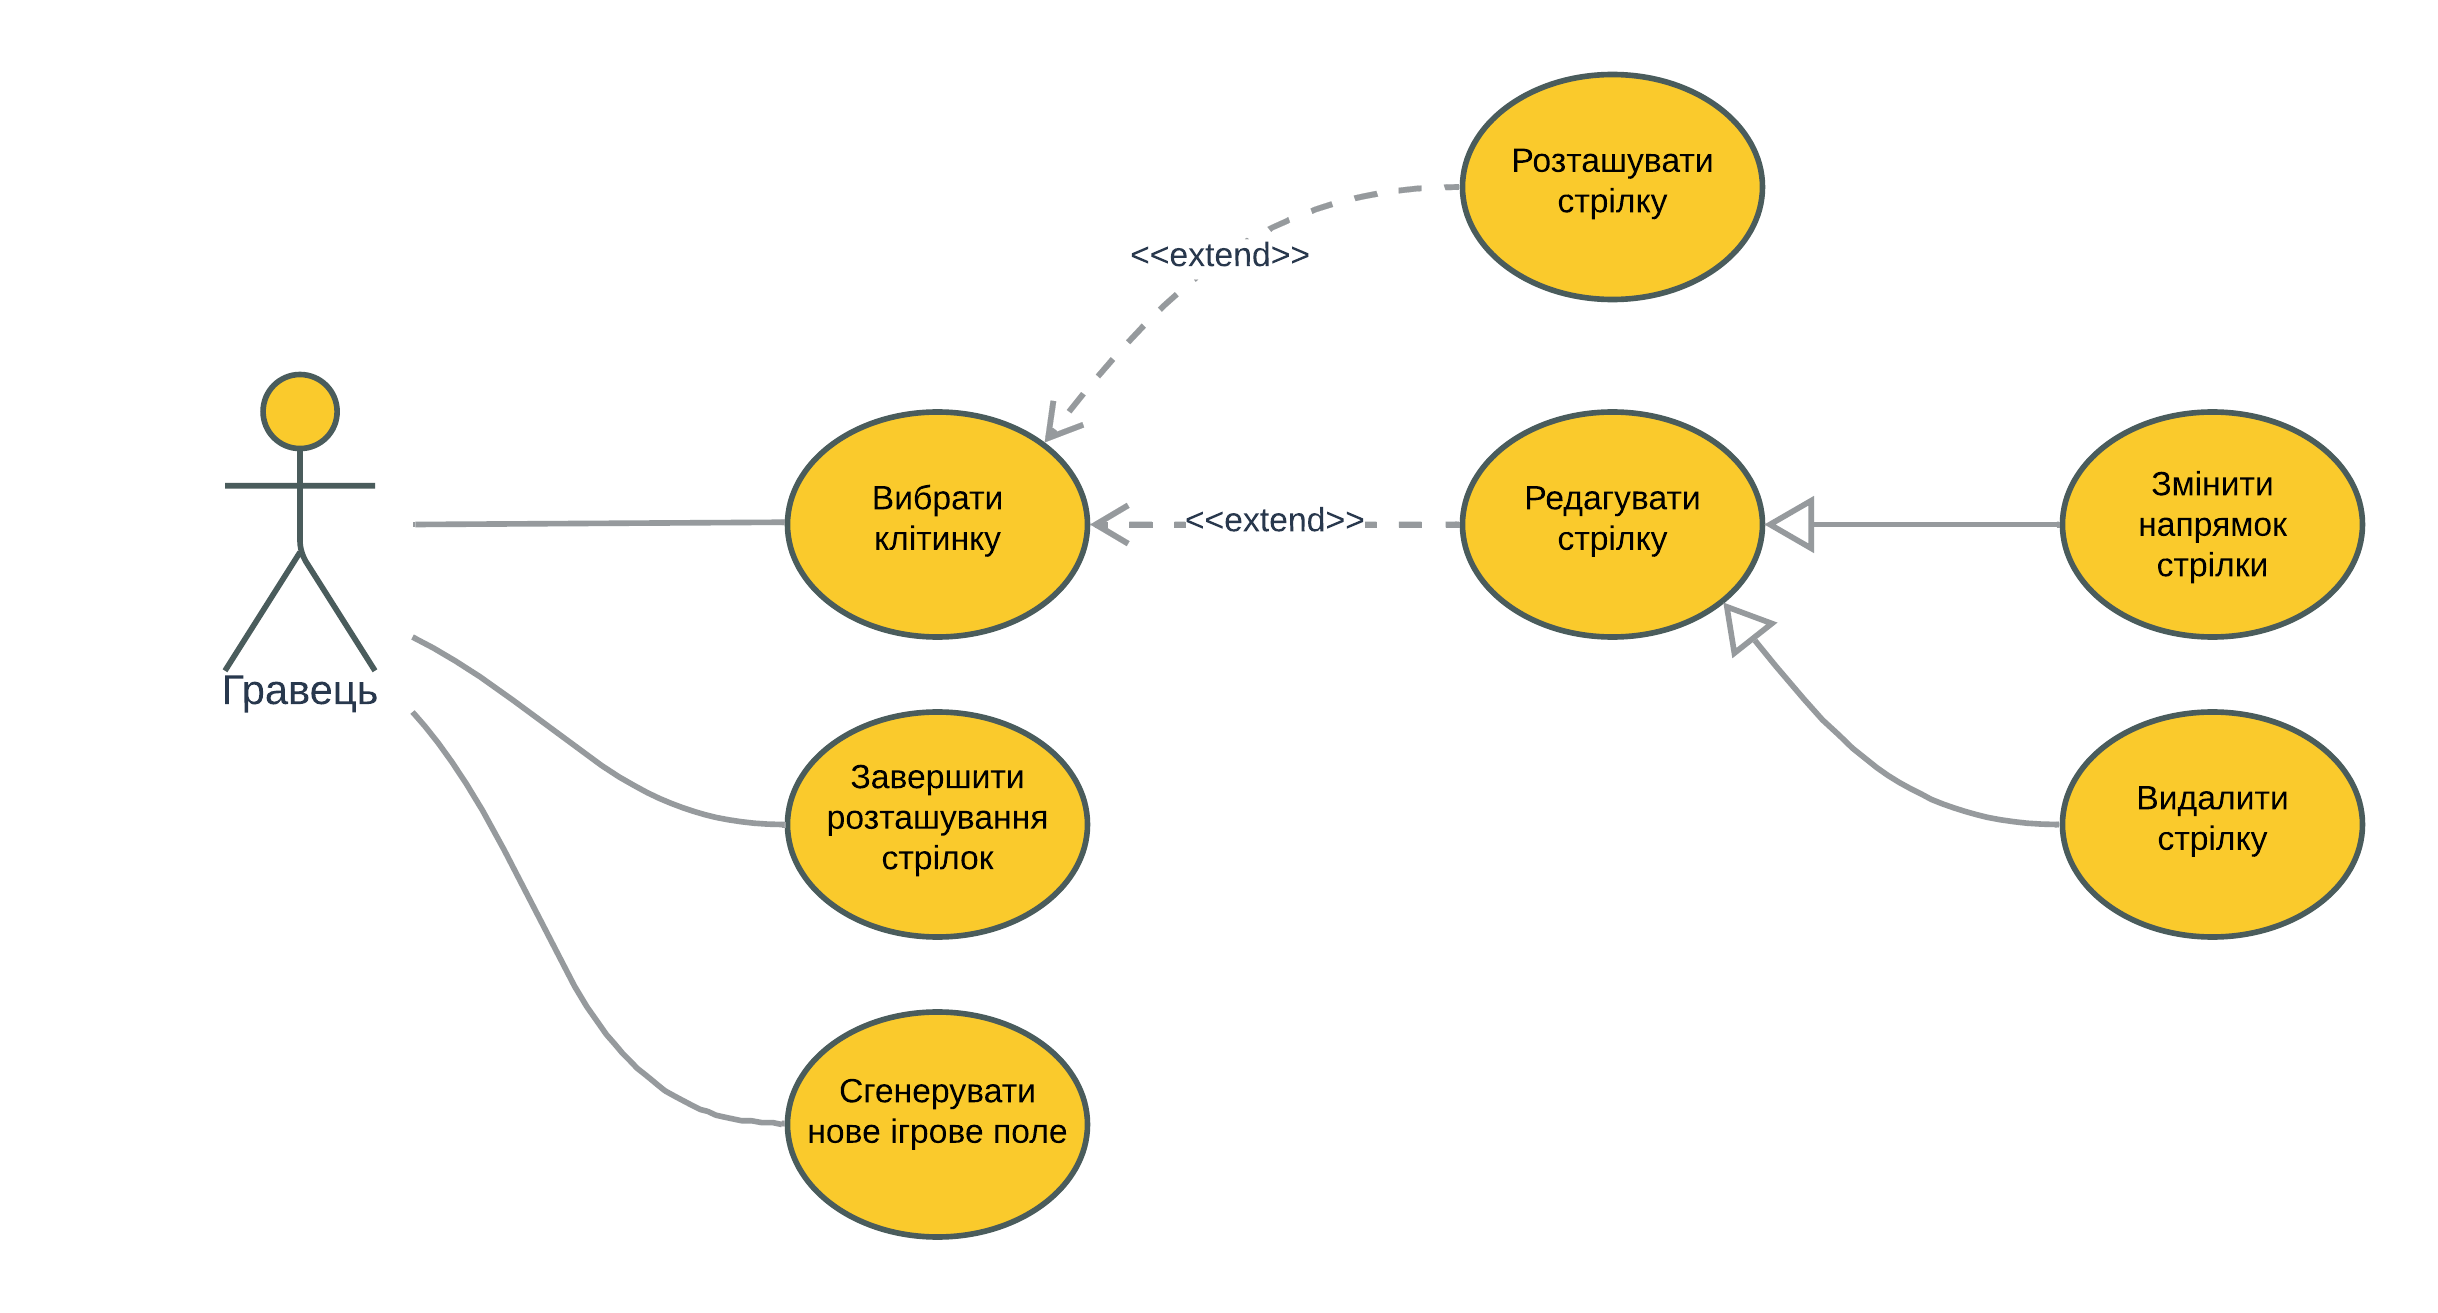 Розташувати
стрілку
<<extend>>
Вибрати
клітинку
<<extend>>
Редагувати
стрілку
Змінити
напрямок
стрілки
Гравець
Завершити
розташування
стрілок
Видалити
стрілку
Сгенерувати
нове ігрове поле